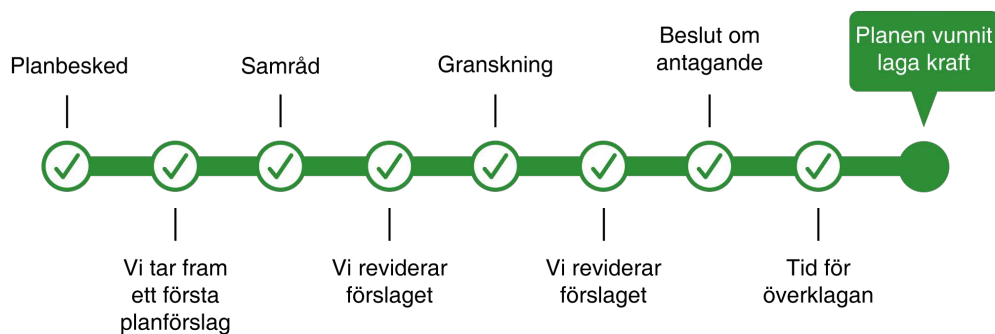 Planbesked
Vi tar fram
ett första
planförslag
Samråd
Vi reviderar
förslaget
Granskning
Vi reviderar
förslaget
Beslut om
antagande
Tid för
överklagan
Planen vunnit
laga kraft